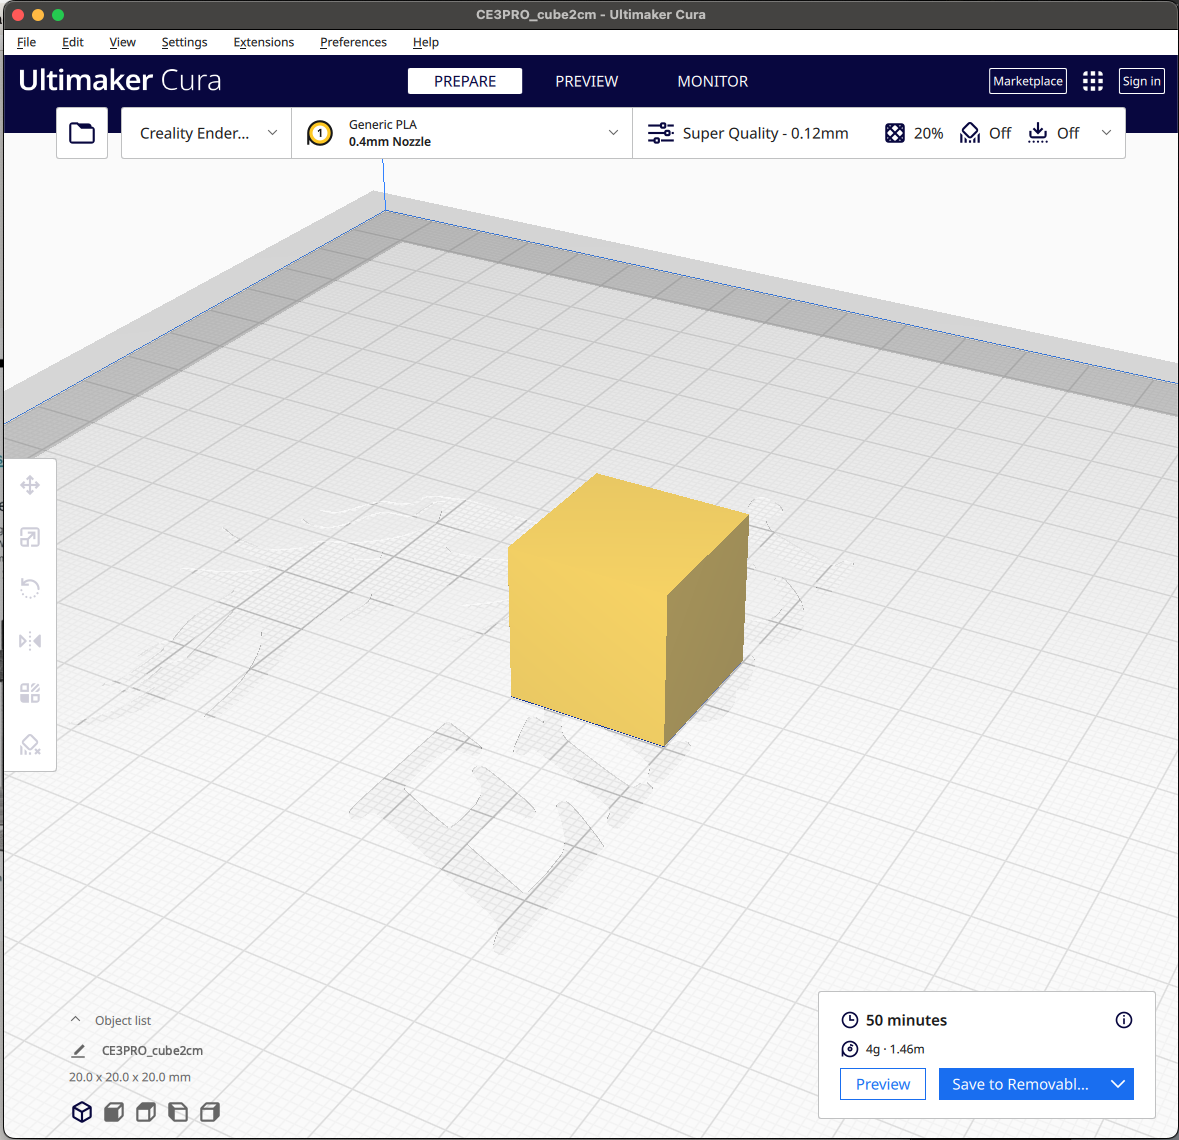 CE3PRO_cube2cm - Ultimaker Cura
File Edit View Settings Extensions Preferences Help
Ultimaker Cura PREPARE PREVIEW MONITOR Marketplace Sign in
Creality Ender... 1 Generic PLA
0.4mm Nozzle
Super Quality - 0.12mm 20% Off Off
Object list
CE3PRO_cube2cm
20.0 x 20.0 x 20.0 mm
50 minutes
4g · 1.46m
Preview Save to Removabl...